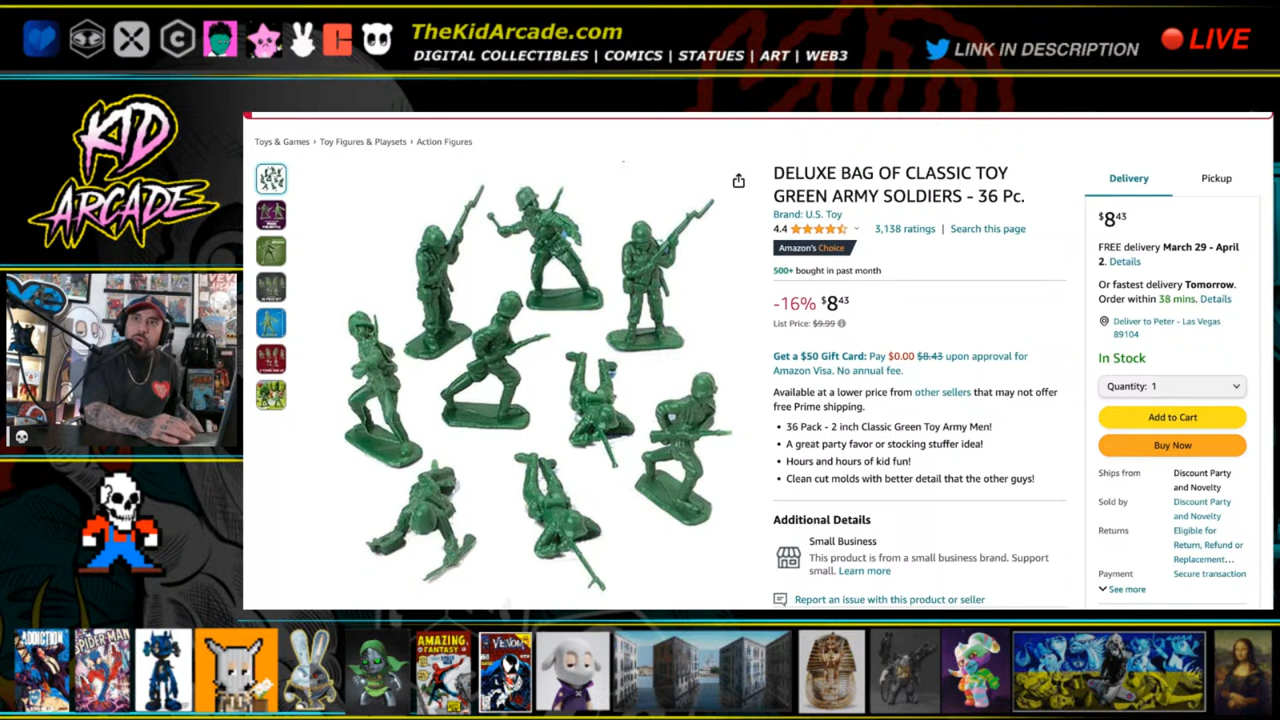 TheKidArcade.com
DIGITAL COLLECTIBLES | COMICS | STATUES | ART | WEB3
LINK IN DESCRIPTION
LIVE
KID
ARCADE
Toys & Games › Toy Figures & Playsets › Action Figures
DELUXE BAG OF CLASSIC TOY
GREEN ARMY SOLDIERS - 36 Pc.
Brand: U.S. Toy
4.4
3,138 ratings | Search this page
Amazon's Choice
500+ bought in past month
-16% $8 43
List Price: $9.99
Get a $50 Gift Card: Pay $0.00 $8.43 upon approval for
Amazon Visa. No annual fee.
Available at a lower price from other sellers that may not offer
free Prime shipping.
• 36 Pack - 2 inch Classic Green Toy Army Men!
• A great party favor or stocking stuffer idea!
• Hours and hours of kid fun!
• Clean cut molds with better detail that the other guys!
Additional Details
Small Business
This product is from a small business brand. Support
small. Learn more
Report an issue with this product or seller
Delivery Pickup
$8 43
FREE delivery March 29 - April
2. Details
Or fastest delivery Tomorrow.
Order within 38 mins. Details
Deliver to Peter - Las Vegas
89104
In Stock
Quantity: 1
Add to Cart
Buy Now
Ships from Discount Party
and Novelty
Sold by Discount Party
and Novelty
Returns Eligible for
Return, Refund or
Replacement...
Payment Secure transaction
See more
ADDICTION
SPIDER-MAN
AMAZING
FANTASY
VENOM